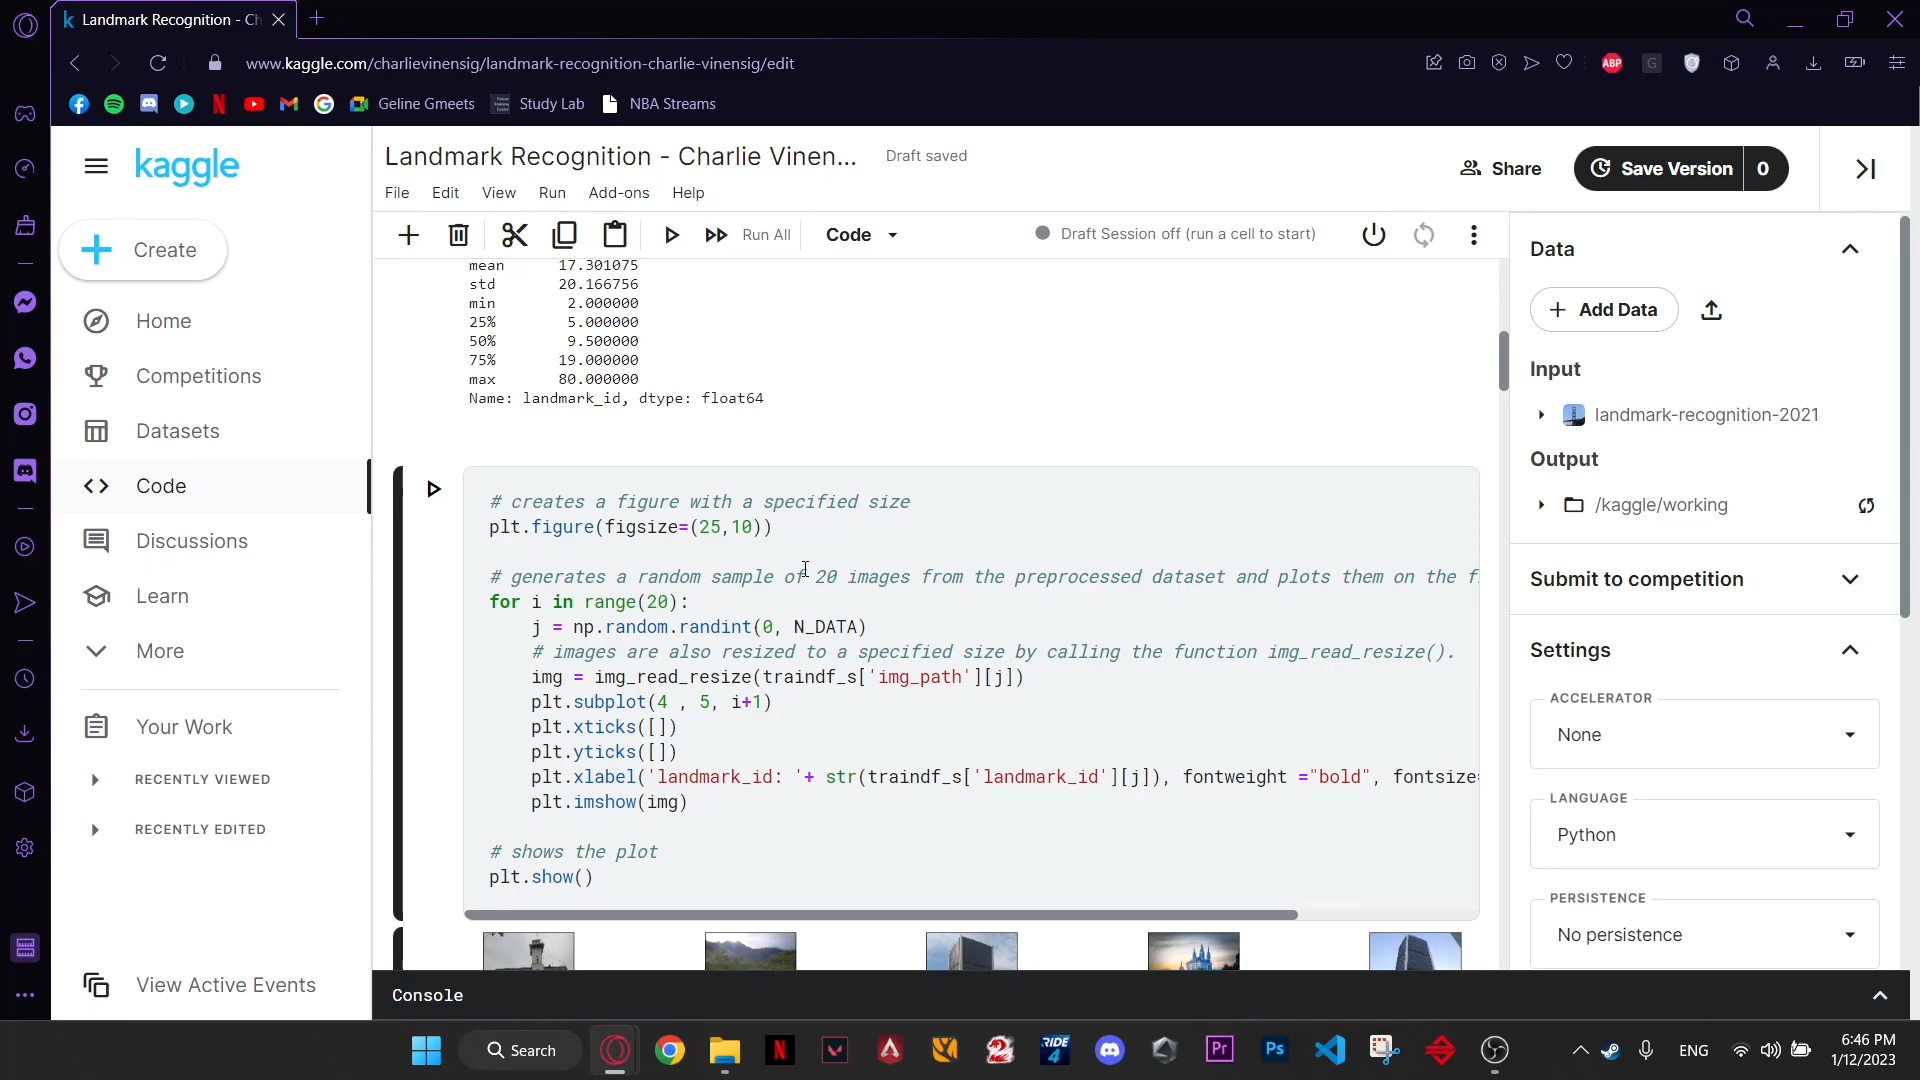 Landmark Recognition - Ch
www.kaggle.com/charlievinensig/landmark-recognition-charlie-vinensig/edit
ABP
G
Geline Gmeets
Study Lab
NBA Streams
kaggle
Landmark Recognition - Charlie Vinen...
Draft saved
Share
Save Version
0
File
Edit
View
Run
Add-ons
Help
Run All
Code
Draft Session off (run a cell to start)
Create
Home
Competitions
Datasets
Code
Discussions
Learn
More
Your Work
RECENTLY VIEWED
RECENTLY EDITED
View Active Events
mean 17.301075
std 20.166756
min 2.000000
25% 5.000000
50% 9.500000
75% 19.000000
max 80.000000
Name: landmark_id, dtype: float64
# creates a figure with a specified size
plt.figure(figsize=(25,10))
# generates a random sample of 20 images from the preprocessed dataset and plots them on the f
for i in range(20):
j = np.random.randint(0, N_DATA)
# images are also resized to a specified size by calling the function img_read_resize().
img = img_read_resize(traindf_s['img_path'][j])
plt.subplot(4 , 5, i+1)
plt.xticks([])
plt.yticks([])
plt.xlabel('landmark_id: '+ str(traindf_s['landmark_id'][j]), fontweight ="bold", fontsize=
plt.imshow(img)
# shows the plot
plt.show()
Data
Add Data
Input
landmark-recognition-2021
Output
/kaggle/working
Submit to competition
Settings
ACCELERATOR
None
LANGUAGE
Python
PERSISTENCE
No persistence
Console
Search
N
2
RIDE
4
Pr
Ps
ENG
6:46 PM
1/12/2023